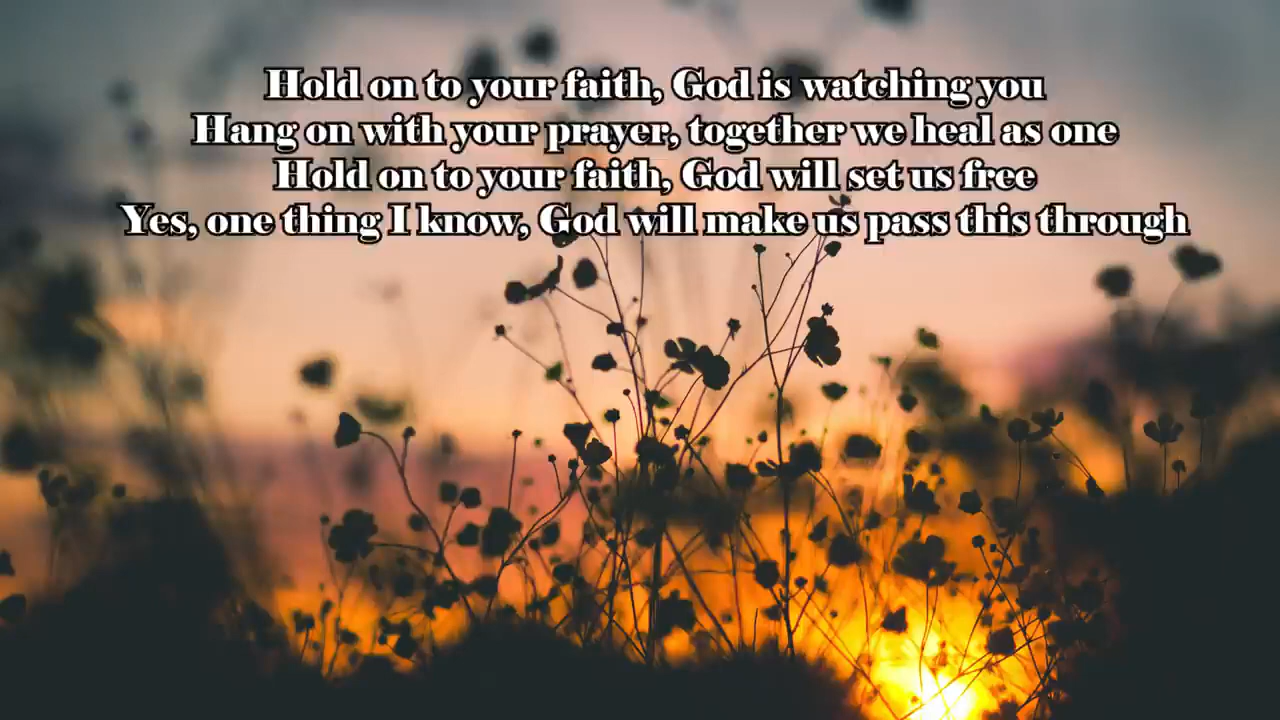 Hold on to your faith, God is watching you
Hang on with your prayer, together we heal as one
Hold on to your faith, God will set us free
Yes, one thing I know, God will make us pass this through